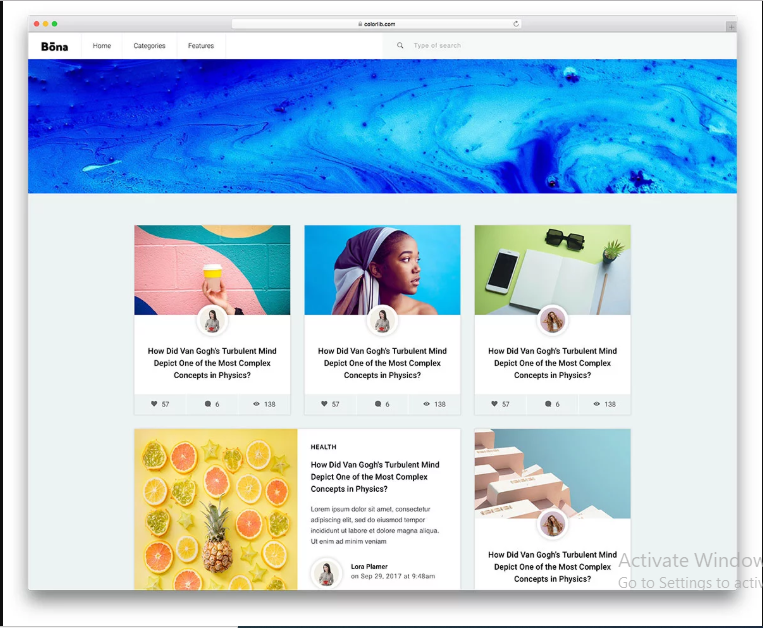 colorlib.com
Bōna
Home
Categories
Features
Type of search
How Did Van Gogh's Turbulent Mind
Depict One of the Most Complex
Concepts in Physics?
57
6
138
How Did Van Gogh's Turbulent Mind
Depict One of the Most Complex
Concepts in Physics?
57
6
138
How Did Van Gogh's Turbulent Mind
Depict One of the Most Complex
Concepts in Physics?
57
6
138
HEALTH
How Did Van Gogh's Turbulent Mind
Depict One of the Most Complex
Concepts in Physics?
Lorem ipsum dolor sit amet, consectetur
adipiscing elit, sed do eiusmod tempor
incididunt ut labore et dolore magna aliqua.
Ut enim ad minim veniam
Lora Plamer
on Sep 29, 2017 at 9:48am
How Did Van Gogh's Turbulent Mind
Depict One of the Most Complex
Concepts in Physics?
Activate Window
Go to Settings to activ